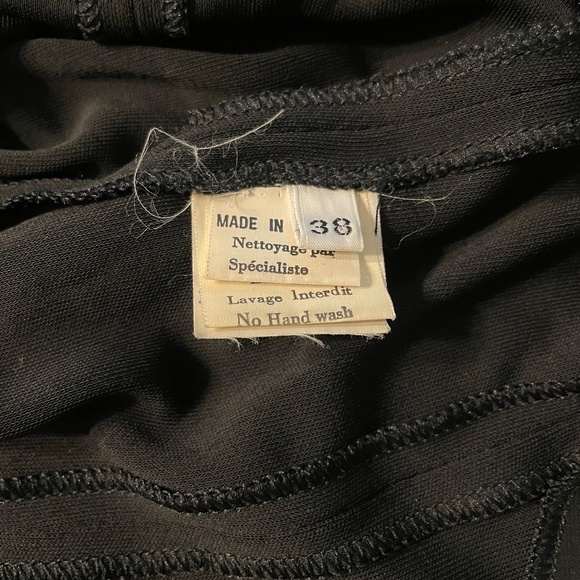 MADE IN
38
Nettoyage par
Spécialiste
Lavage Interdit
No Hand wash